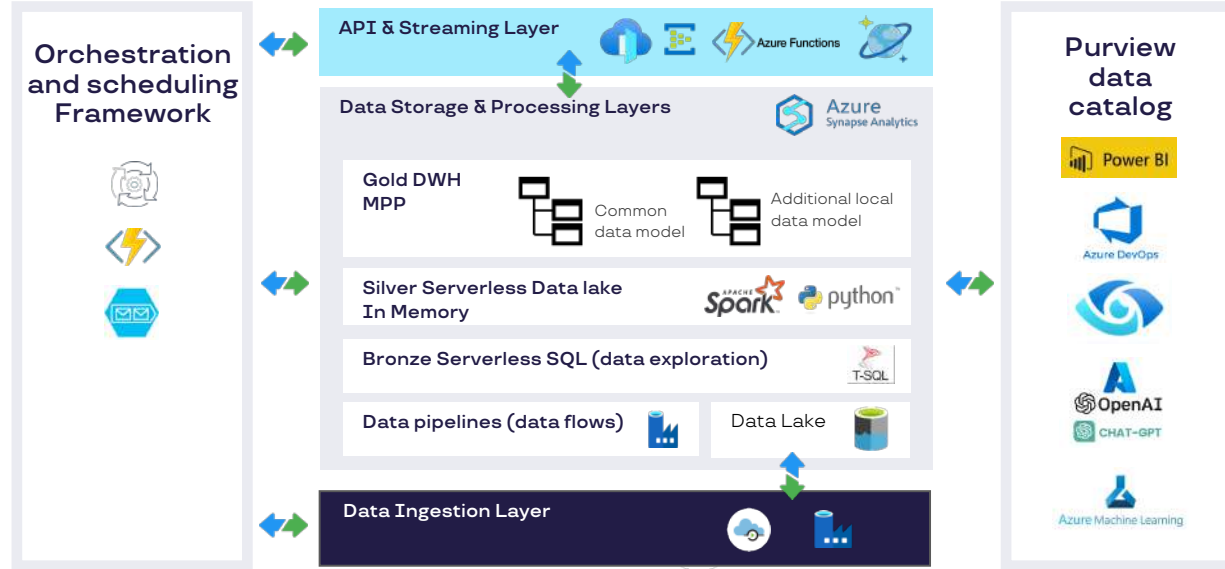 Orchestration
and scheduling
Framework
API & Streaming Layer
Azure Functions
Data Storage & Processing Layers
Azure
Synapse Analytics
Gold DWH
MPP
Common
data model
Additional local
data model
Silver Serverless Data lake
In Memory
APACHE
Spark
python
Bronze Serverless SQL (data exploration)
T-SQL
Data pipelines (data flows)
Data Lake
Data Ingestion Layer
Purview
data
catalog
Power BI
Azure DevOps
OpenAI
CHAT-GPT
Azure Machine Learning